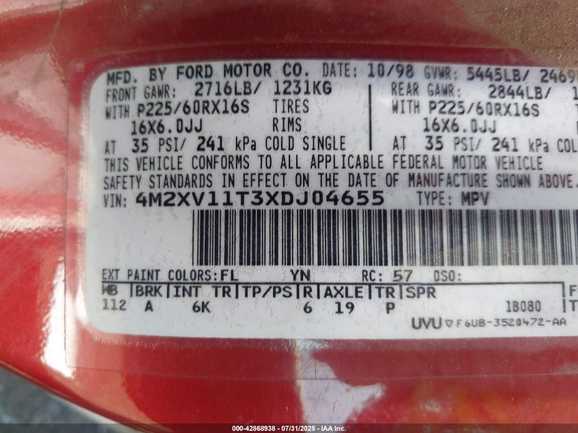 MFD. BY FORD MOTOR CO. DATE: 10/98 GVWR: 5445LB/ 2469
FRONT GAWR: 2716LB/ 1231KG REAR GAWR: 2844LB/ 1
WITH P225/60RX16S TIRES WITH P225/60RX16S
16X6.0JJ RIMS 16X6.0JJ
AT 35 PSI/ 241 kPa COLD SINGLE AT 35 PSI/ 241 kPa COLD
THIS VEHICLE CONFORMS TO ALL APPLICABLE FEDERAL MOTOR VEHICLE
SAFETY STANDARDS IN EFFECT ON THE DATE OF MANUFACTURE SHOWN ABOVE.
VIN: 4M2XV11T3XDJ04655 TYPE: MPV
EXT PAINT COLORS: FL YN RC: 57 DSO:
WB BRK INT TR TP/PS R AXLE TR SPR F
112 A 6K 6 19 P 1B080 T
UVU F6UB-3520472-AA
000-42868938 - 07/31/2025 - IAA Inc.